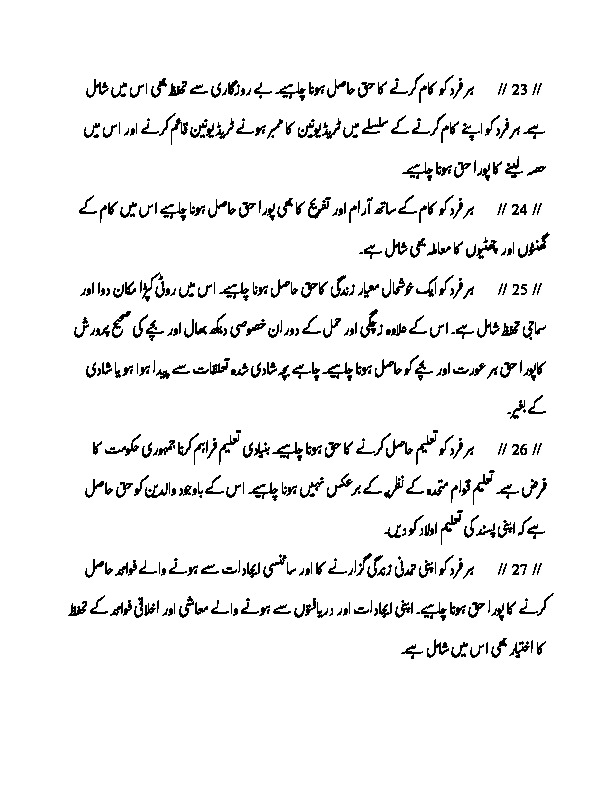 // 23 // ہر فرد کو کام کرنے کا حق حاصل ہونا چاہیے۔ بے روزگاری سے تحفظ بھی اس میں شامل
ہے۔ ہر فرد کو اپنے کام کرنے کے سلسلے میں ٹریڈ یونین کا ممبر ہونے ٹریڈ یونین قائم کرنے اور اس میں
حصہ لینے کا پورا حق ہونا چاہیے۔
// 24 // ہر فرد کو کام کے ساتھ آرام اور تفریح کا بھی پورا حق حاصل ہونا چاہیے اس میں کام کے
گھنٹوں اور چھٹیوں کا معاملہ بھی شامل ہے۔
// 25 // ہر فرد کو ایک خوشحال معیار زندگی کا حق حاصل ہونا چاہیے۔ اس میں روٹی کپڑا مکان دوا اور
سماجی تحفظ شامل ہے۔ اس کے علاوہ زچگی اور حمل کے دوران خصوصی دیکھ بھال اور بچے کی صحیح پرورش
کا پورا حق ہر عورت اور بچے کو حاصل ہونا چاہیے۔ چاہے بچہ شادی شدہ تعلقات سے پیدا ہوا ہو یا شادی
کے بغیر۔
// 26 // ہر فرد کو تعلیم حاصل کرنے کا حق ہونا چاہیے۔ بنیادی تعلیم فراہم کرنا جمہوری حکومت کا
فرض ہے۔ تعلیم قوام متحدہ کے نظریہ کے برعکس نہیں ہونا چاہیے۔ اس کے باوجود والدین کو حق حاصل
ہے کہ اپنی پسند کی تعلیم اولاد کو دیں۔
// 27 // ہر فرد کو اپنی تمدنی زندگی گزارنے کا اور سائنسی ایجادات سے ہونے والے فوائد حاصل
کرنے کا پورا حق ہونا چاہیے۔ اپنی ایجادات اور دریافتوں سے ہونے والے معاشی اور اخلاقی فوائد کے تحفظ
کا اختیار بھی اس میں شامل ہے۔